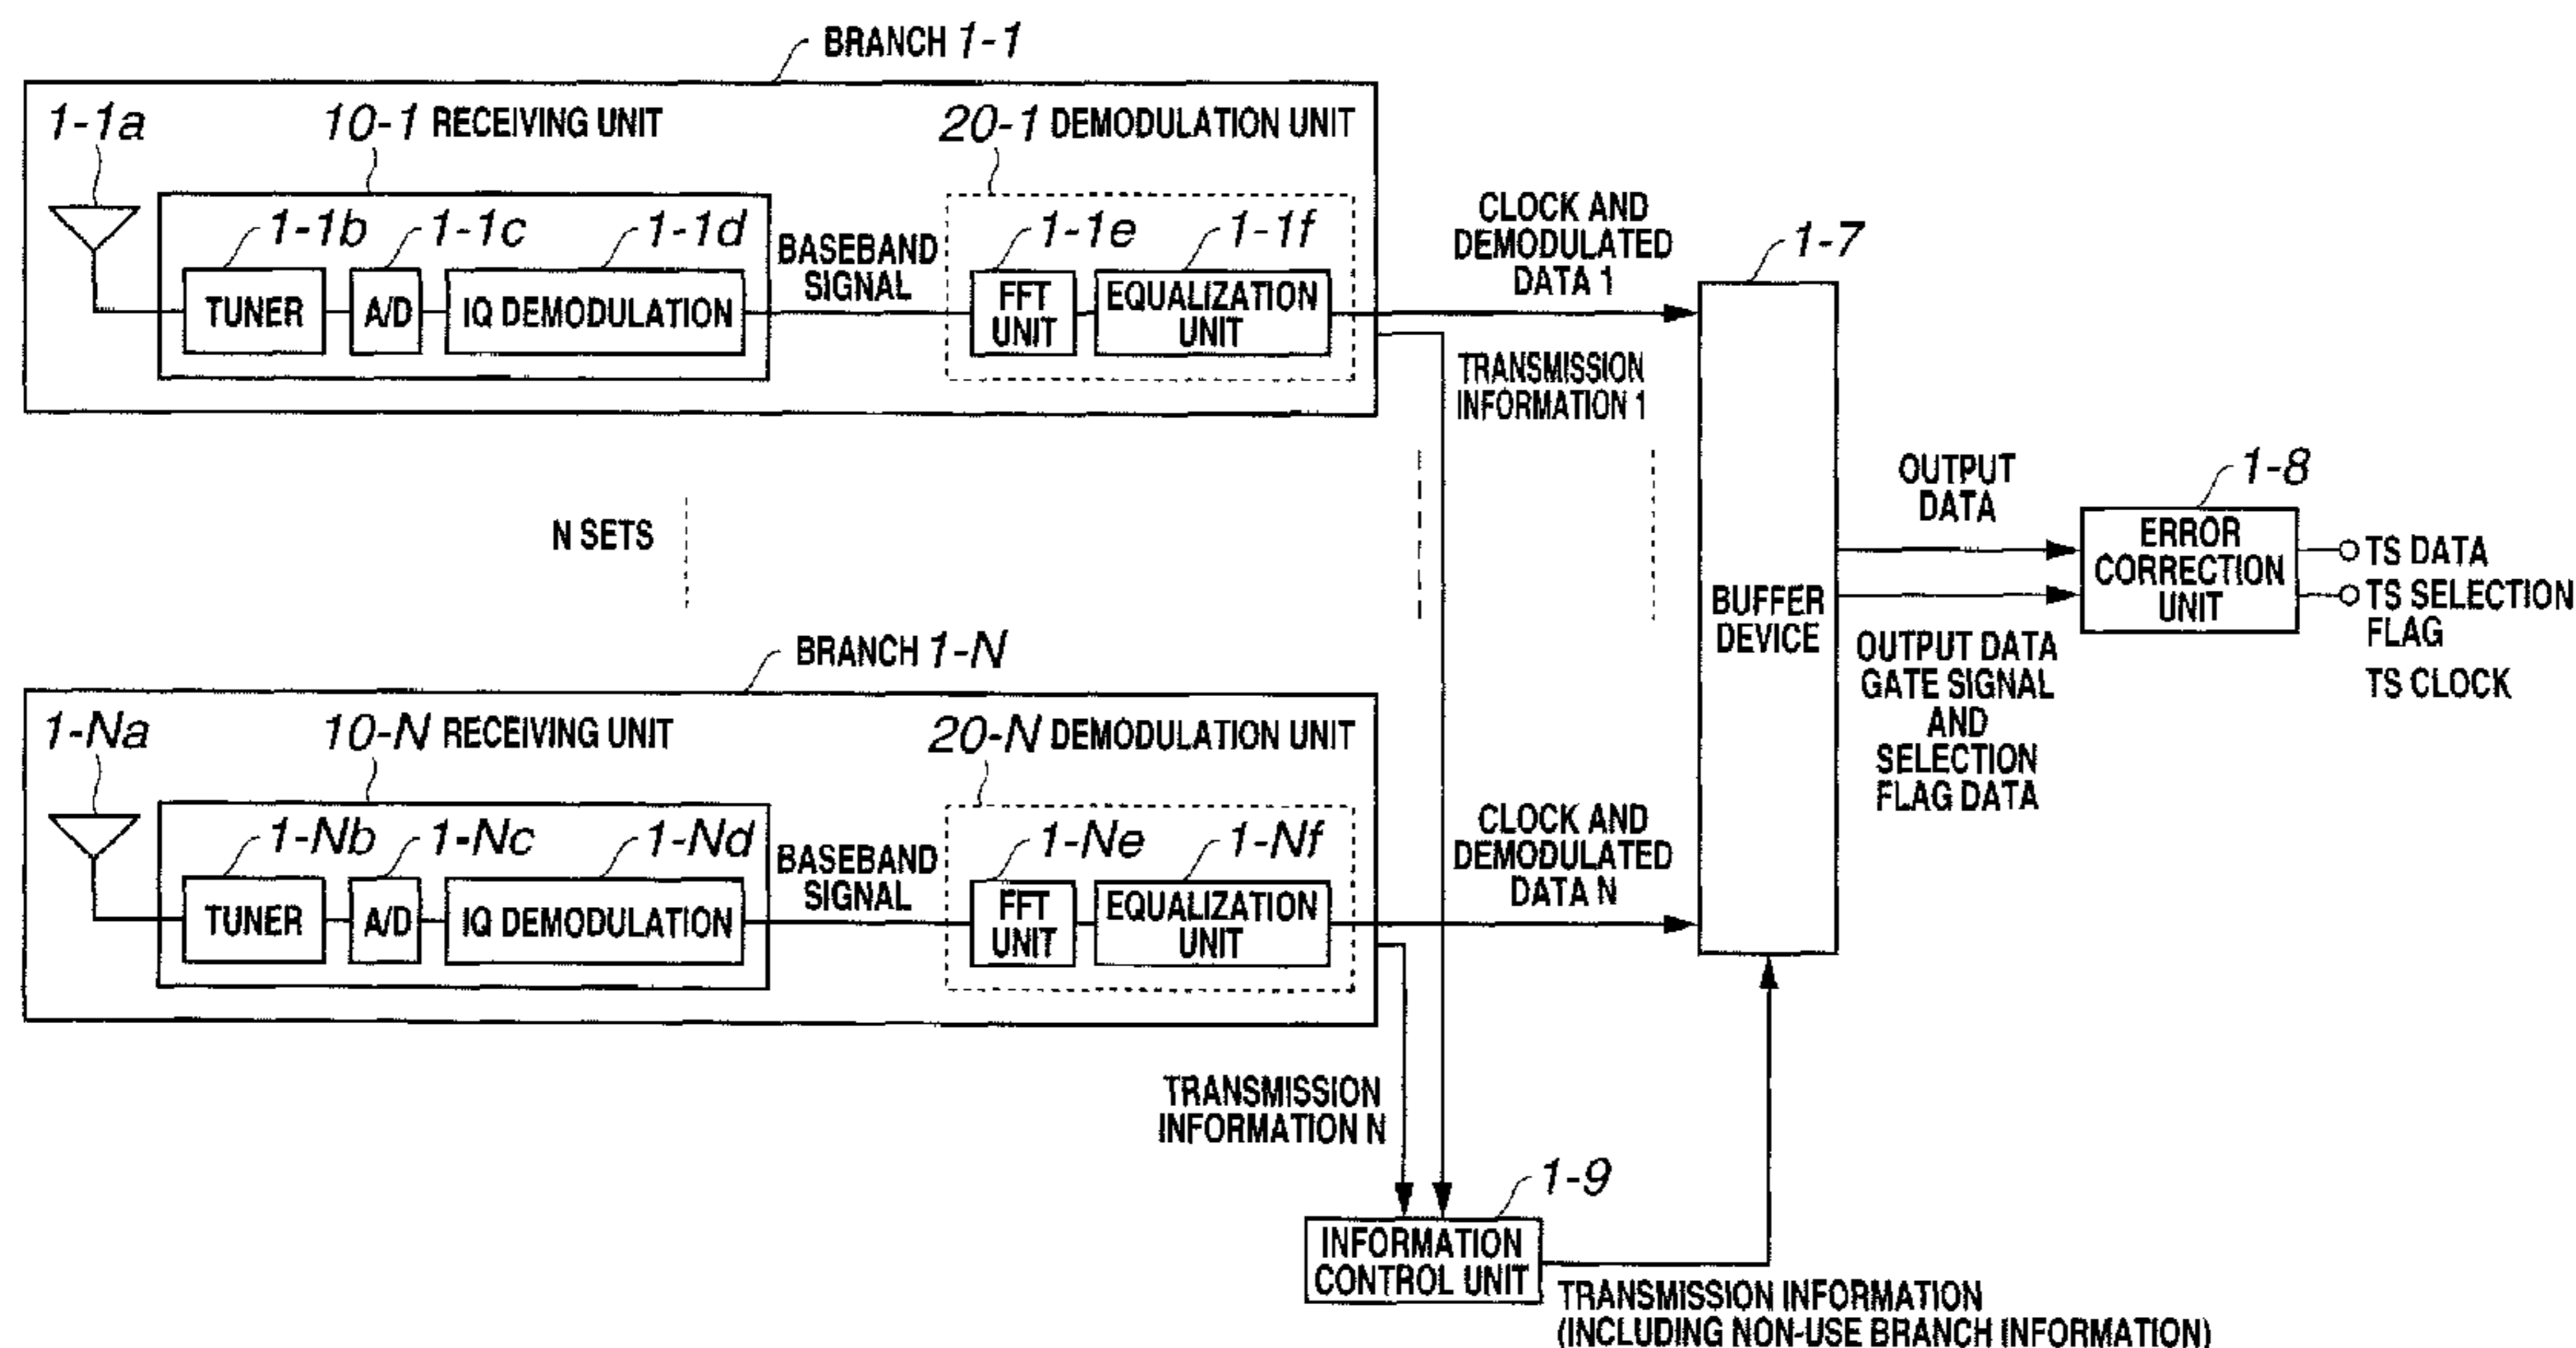 BRANCH 1-1
1-1a
10-1 RECEIVING UNIT
20-1 DEMODULATION UNIT
1-1b
1-1c
1-1d
BASEBAND
SIGNAL
1-1e
1-1f
TUNER
A/D
IQ DEMODULATION
FFT
UNIT
EQUALIZATION
UNIT
CLOCK AND
DEMODULATED
DATA 1
1-7
TRANSMISSION
INFORMATION 1
N SETS
BUFFER
DEVICE
OUTPUT
DATA
1-8
ERROR
CORRECTION
UNIT
TS DATA
TS SELECTION
FLAG
TS CLOCK
OUTPUT DATA
GATE SIGNAL
AND
SELECTION
FLAG DATA
BRANCH 1-N
1-Na
10-N RECEIVING UNIT
20-N DEMODULATION UNIT
1-Nb
1-Nc
1-Nd
BASEBAND
SIGNAL
1-Ne
1-Nf
TUNER
A/D
IQ DEMODULATION
FFT
UNIT
EQUALIZATION
UNIT
CLOCK AND
DEMODULATED
DATA N
TRANSMISSION
INFORMATION N
1-9
INFORMATION
CONTROL UNIT
TRANSMISSION INFORMATION
(INCLUDING NON-USE BRANCH INFORMATION)